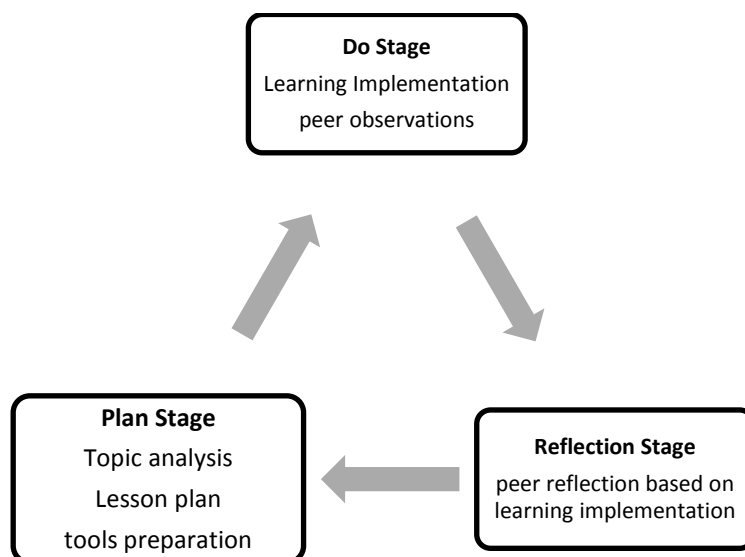 Do Stage
Learning Implementation
peer observations
Plan Stage
Topic analysis
Lesson plan
tools preparation
Reflection Stage
peer reflection based on
learning implementation